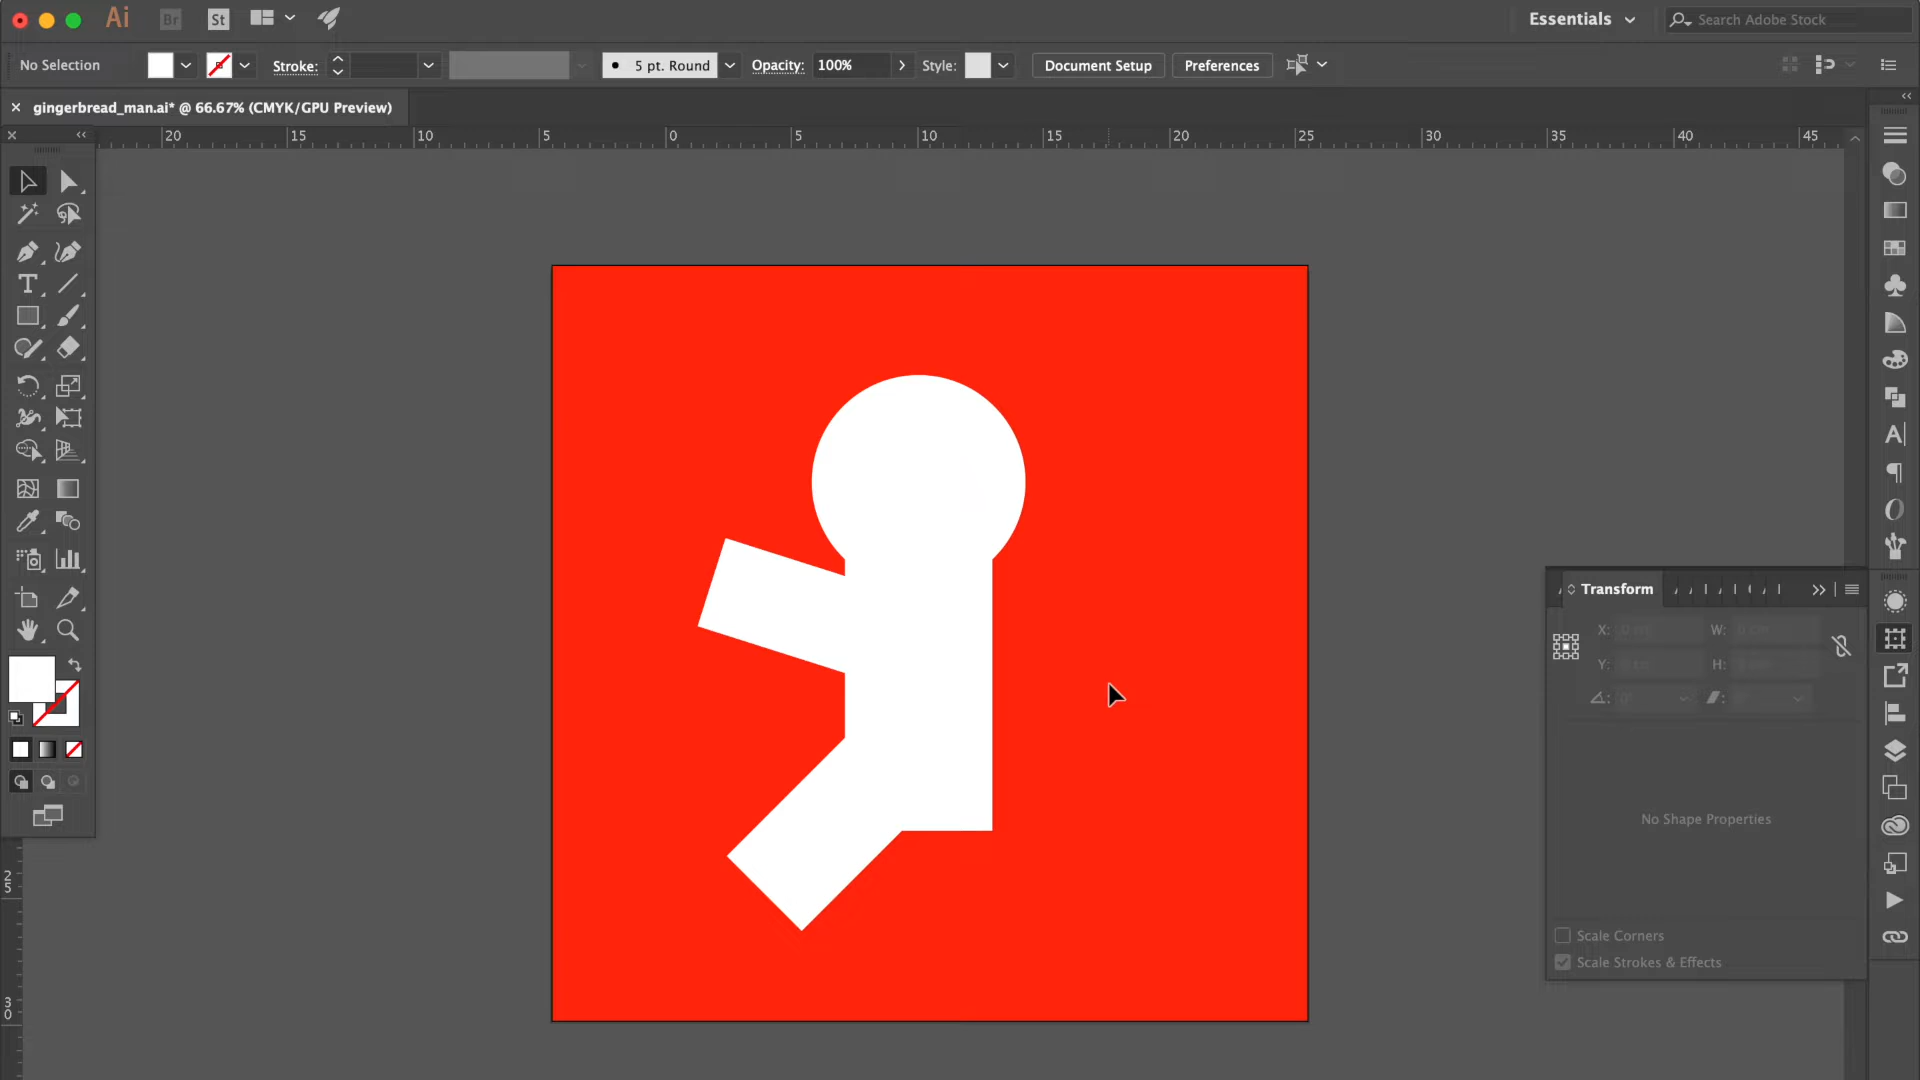 Ai Br St Essentials Search Adobe Stock
No Selection Stroke: 5 pt. Round Opacity: 100% Style: Document Setup Preferences
× gingerbread_man.ai* @ 66.67% (CMYK/GPU Preview)
20 15 10 5 0 5 10 15 20 25 30 35 40 45
Transform
X: W:
Y: H:
No Shape Properties
25
Scale Corners
Scale Strokes & Effects
30